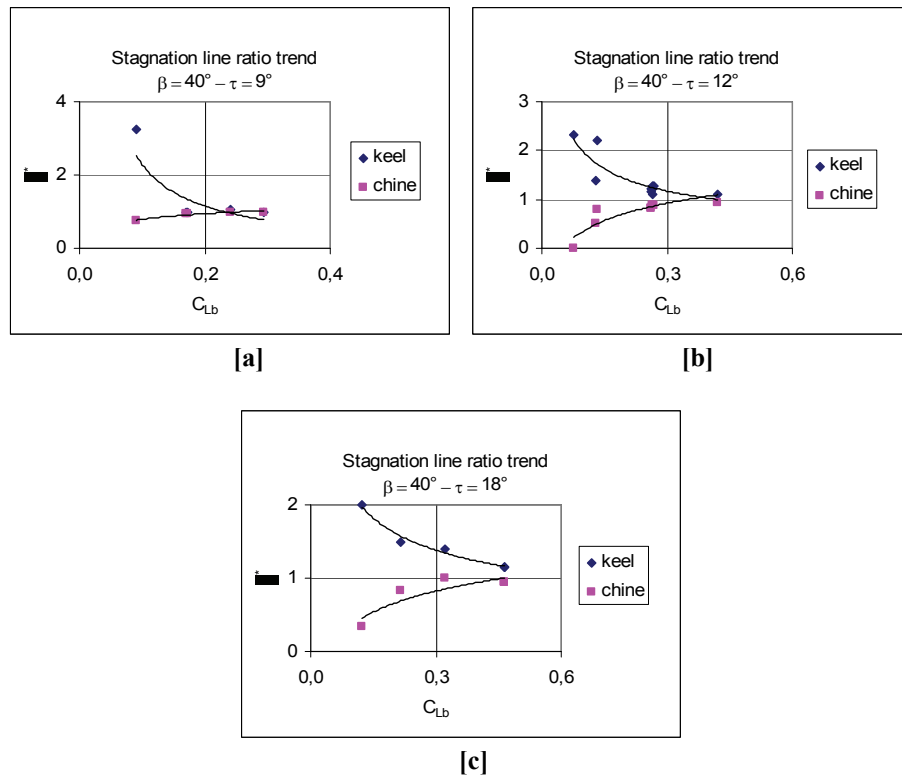 Stagnation line ratio trend
β = 40° – τ = 9°
4
2
0
0,0 0,2 0,4
C_Lb
keel
chine
[a]
Stagnation line ratio trend
β = 40° – τ = 12°
3
2
1
0
0,0 0,3 0,6
C_Lb
keel
chine
[b]
Stagnation line ratio trend
β = 40° – τ = 18°
2
1
0
0,0 0,3 0,6
C_Lb
keel
chine
[c]